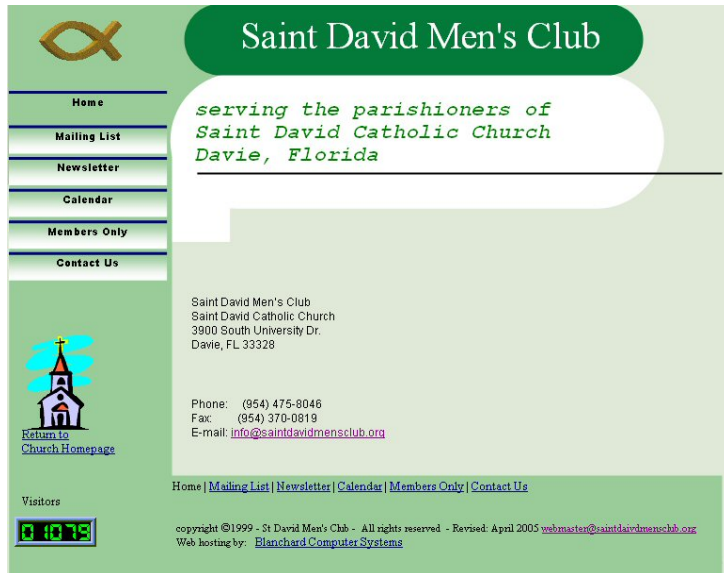 Saint David Men's Club
Home
Mailing List
Newsletter
Calendar
Members Only
Contact Us
serving the parishioners of
Saint David Catholic Church
Davie, Florida
Saint David Men's Club
Saint David Catholic Church
3900 South University Dr.
Davie, FL 33328
Phone: (954) 475-8046
Fax: (954) 370-0819
E-mail: info@saintdavidmensclub.org
Return to
Church Homepage
Visitors
01079
Home | Mailing List | Newsletter | Calendar | Members Only | Contact Us
copyright ©1999 - St David Men's Club - All rights reserved - Revised: April 2005 webmaster@saintdaivdmensclub.org
Web hosting by: Blanchard Computer Systems